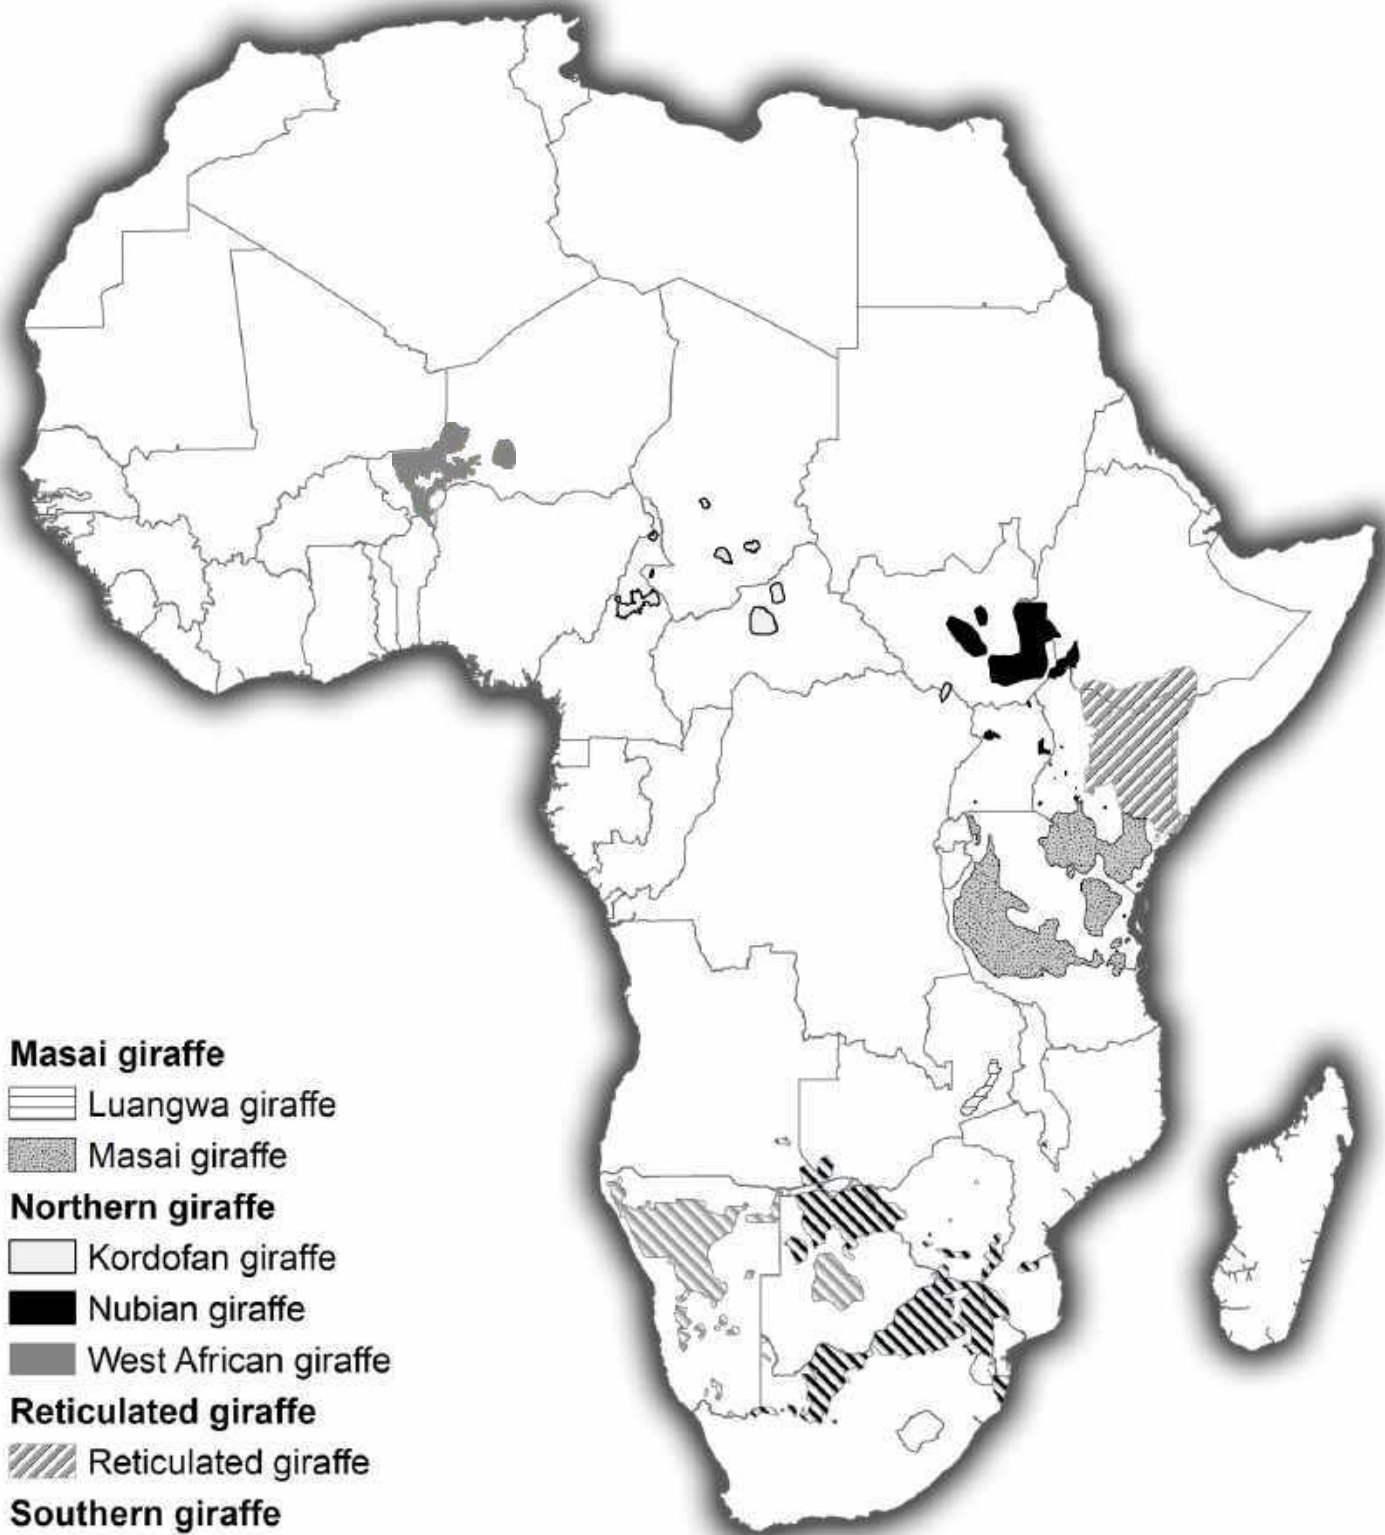 Masai giraffe
Luangwa giraffe
Masai giraffe
Northern giraffe
Kordofan giraffe
Nubian giraffe
West African giraffe
Reticulated giraffe
Reticulated giraffe
Southern giraffe